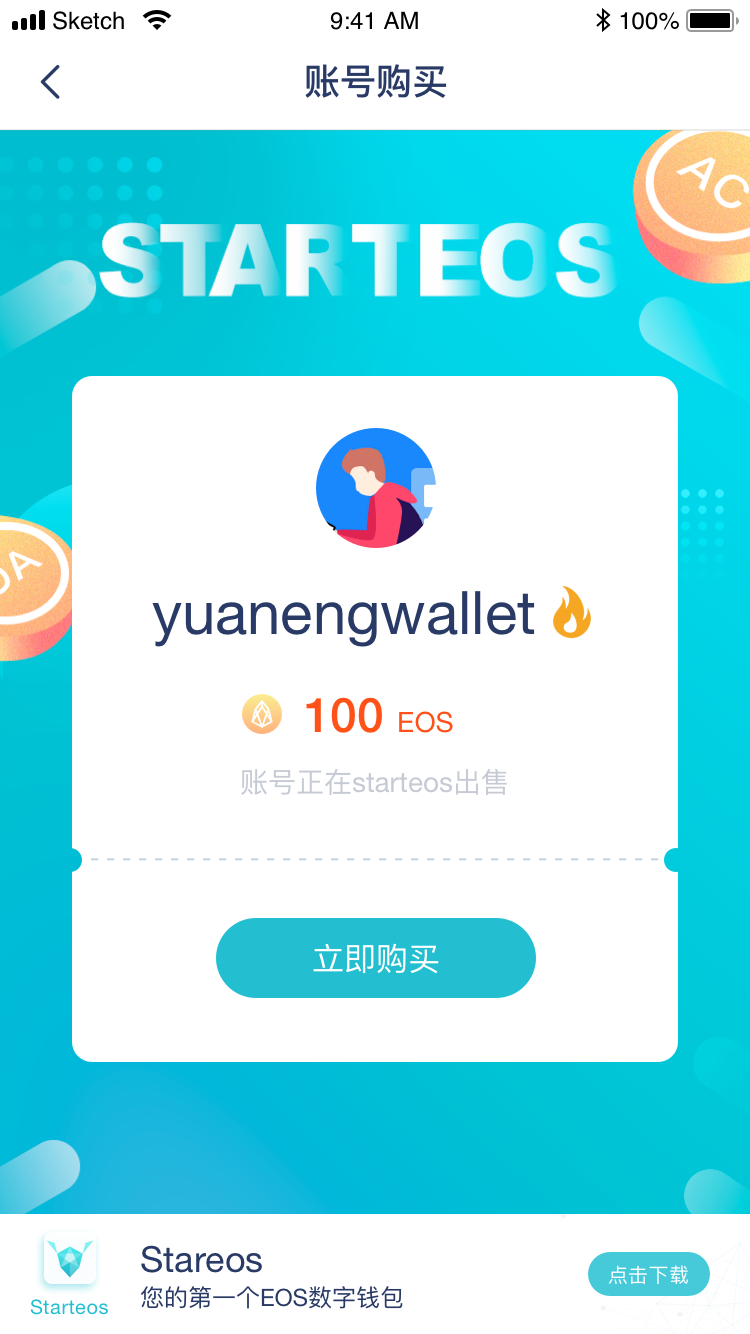 Sketch 9:41 AM 100%
账号购买
AC
STARTEOS
DA
yuanengwallet
100 EOS
账号正在starteos出售
立即购买
Stareos
您的第一个EOS数字钱包
Starteos
点击下载